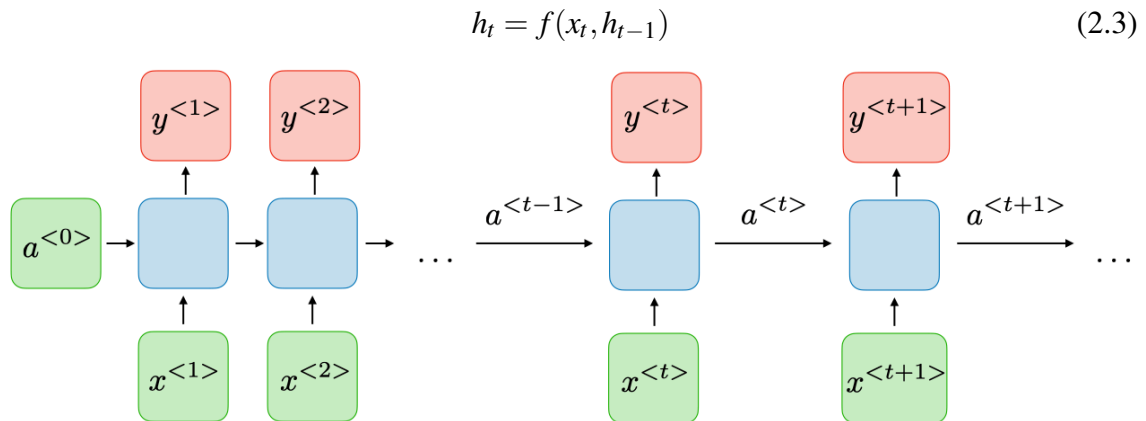 h_t = f(x_t, h_{t-1}) (2.3)
y^{<1>} y^{<2>} y^{<t>} y^{<t+1>}
a^{<0>} ... a^{<t-1>} a^{<t>} a^{<t+1>} ...
x^{<1>} x^{<2>} x^{<t>} x^{<t+1>}